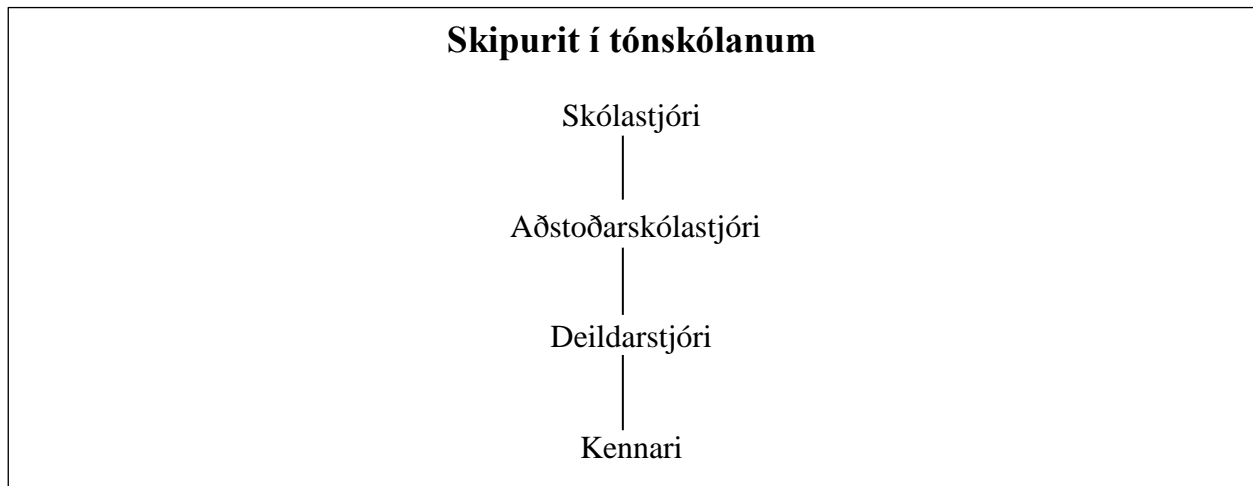 Skipurit í tónskólanum
Skólastjóri
Aðstoðarskólastjóri
Deildarstjóri
Kennari